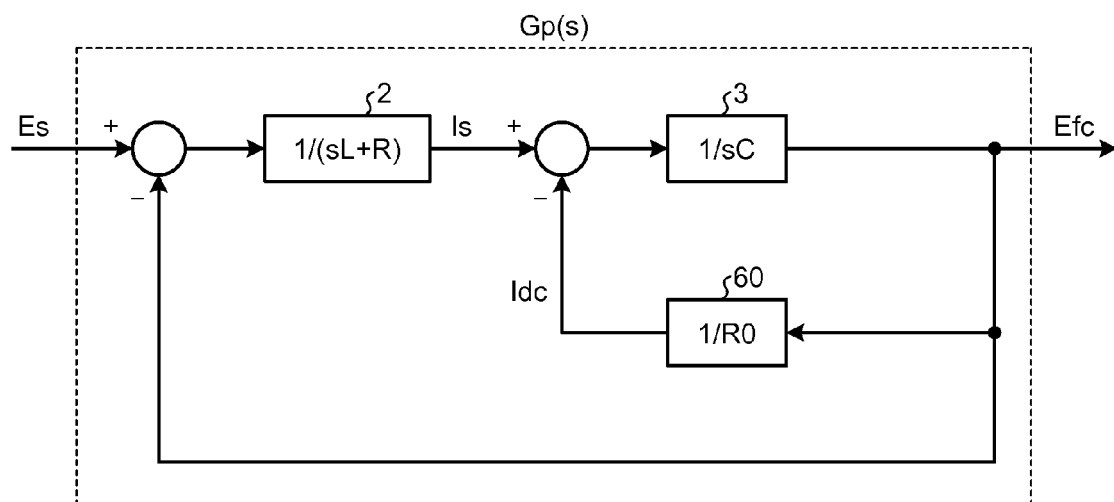 Gp(s)
2
3
Es
+
1/(sL+R)
Is
+
1/sC
Efc
−
−
60
Idc
1/R0